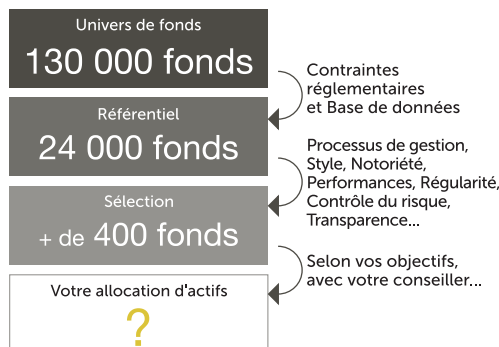 Univers de fonds
130 000 fonds
Contraintes
réglementaires
et Base de données
Référentiel
24 000 fonds
Processus de gestion,
Style, Notoriété,
Performances, Régularité,
Contrôle du risque,
Transparence...
Sélection
+ de 400 fonds
Selon vos objectifs,
avec votre conseiller...
Votre allocation d'actifs
?